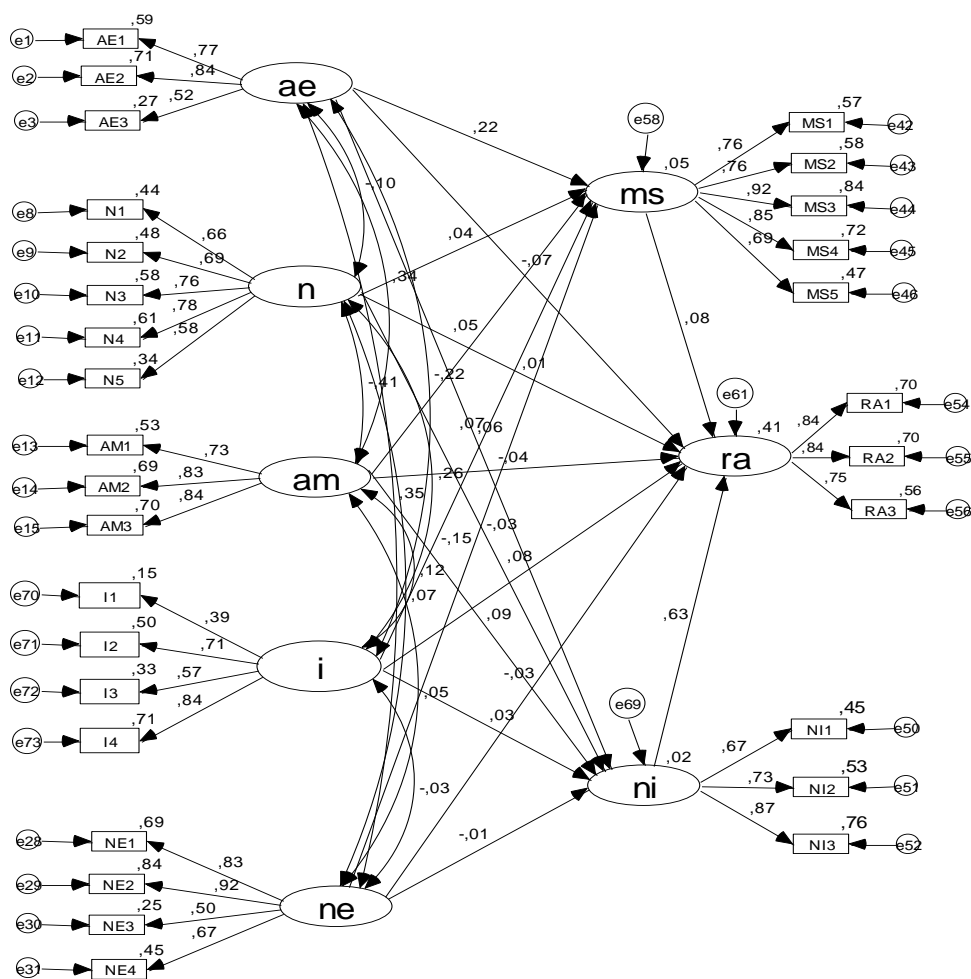 ,59
e1 AE1 ,77
,71
e2 AE2 ,84
,27
e3 AE3 ,52
ae
,44
e8 N1 ,66
,48
e9 N2 ,69
,58
e10 N3 ,76
,61
e11 N4 ,78
,34
e12 N5 ,58
n
,53
e13 AM1 ,73
,69
e14 AM2 ,83
,70
e15 AM3 ,84
am
,15
e70 I1 ,39
,50
e71 I2 ,71
,33
e72 I3 ,57
,71
e73 I4 ,84
i
,69
e28 NE1 ,83
,84
e29 NE2 ,92
,25
e30 NE3 ,50
,45
e31 NE4 ,67
ne
,22
-,10
,04
-,07
,34
,05
,01
-,41
-,22
,07
,06
-,04
,26
,35
-,03
-,15
,08
,12
,07
,09
-,03
,05
,03
-,03
-,01
,08
,63
e58
,05
ms
,57
,76 MS1 e42
,58
,76 MS2 e43
,84
,92 MS3 e44
,72
,85 MS4 e45
,47
,69 MS5 e46
e61
,41
ra
,70
,84 RA1 e54
,70
,84 RA2 e55
,56
,75 RA3 e56
e69
,02
ni
,45
,67 NI1 e50
,53
,73 NI2 e51
,76
,87 NI3 e52